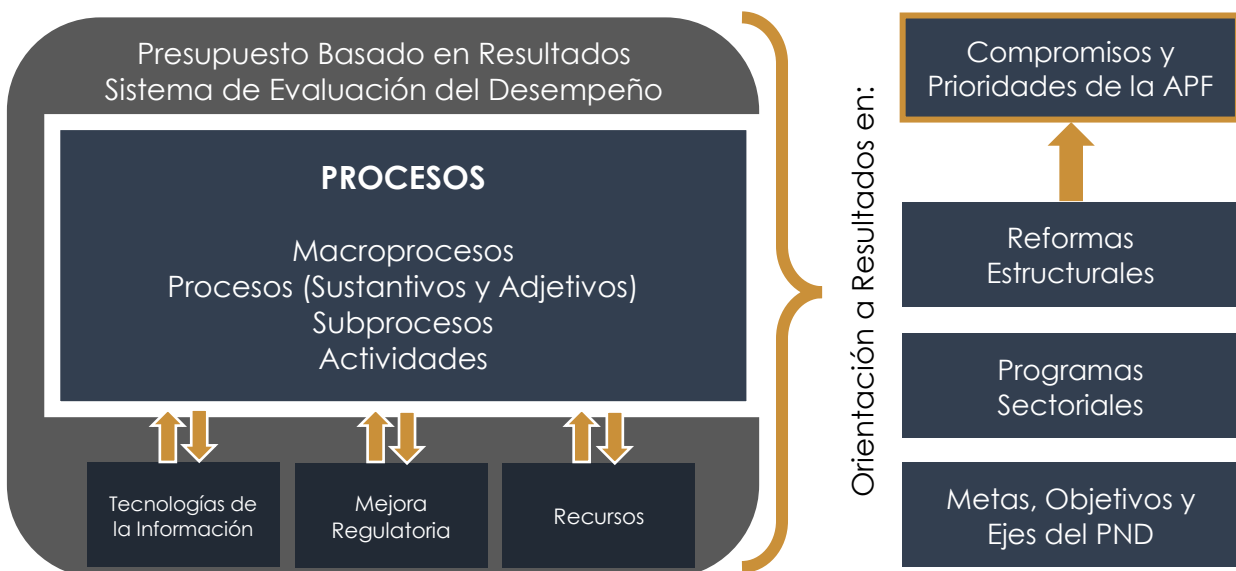 Presupuesto Basado en Resultados
Sistema de Evaluación del Desempeño
PROCESOS
Macroprocesos
Procesos (Sustantivos y Adjetivos)
Subprocesos
Actividades
Tecnologías de
la Información
Mejora
Regulatoria
Recursos
Orientación a Resultados en:
Compromisos y
Prioridades de la APF
Reformas
Estructurales
Programas
Sectoriales
Metas, Objetivos y
Ejes del PND